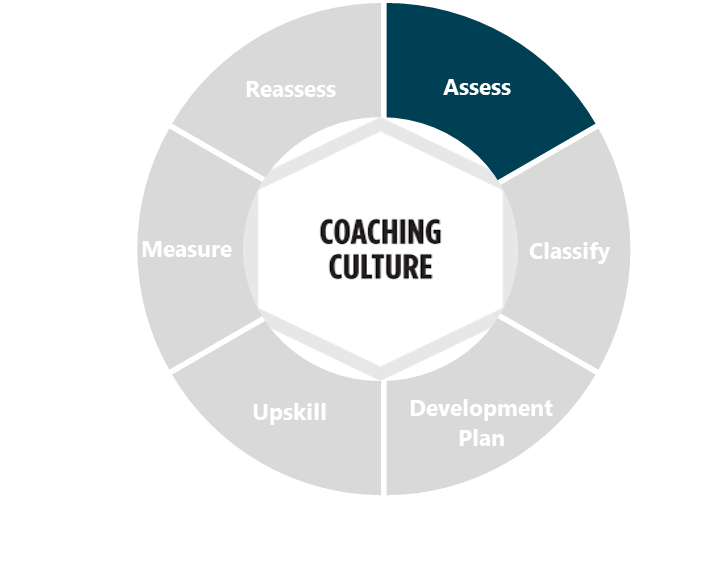 Reassess
Assess
Measure
COACHING
CULTURE
Classify
Upskill
Development
Plan